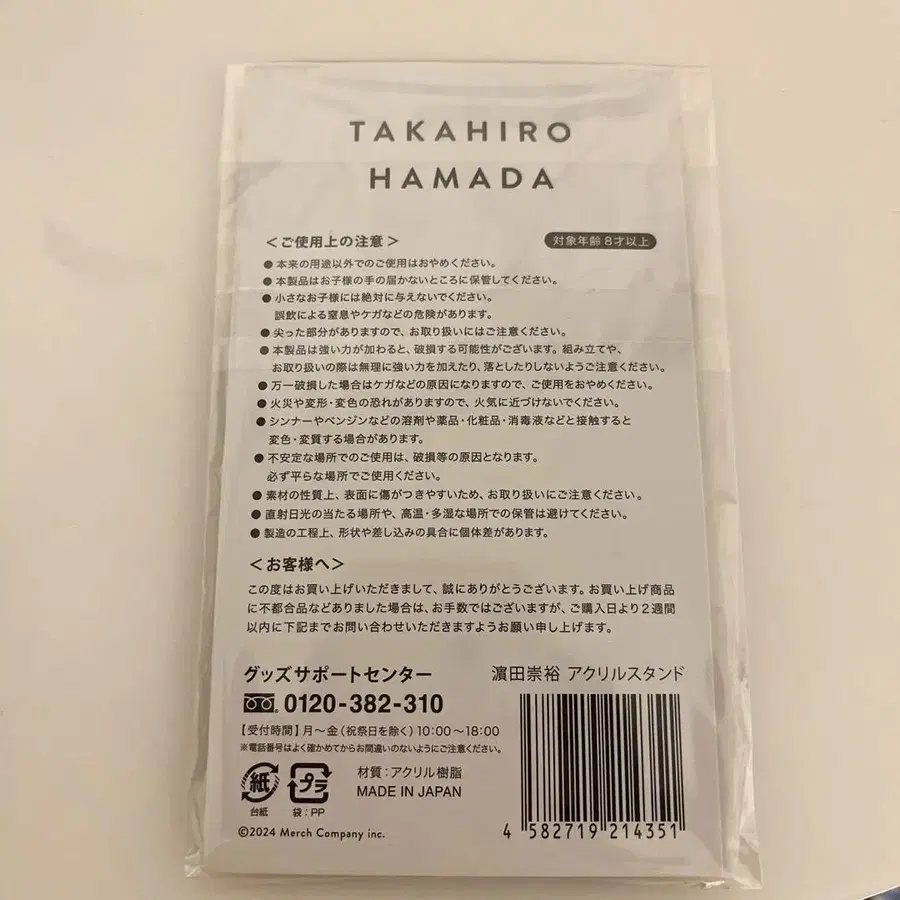 TAKAHIRO
HAMADA
＜ご使用上の注意＞
対象年齢8才以上
●本来の用途以外でのご使用はおやめください。
●本製品はお子様の手の届かないところに保管してください。
●小さなお子様には絶対に与えないでください。
誤飲による窒息やケガなどの危険があります。
●尖った部分がありますので、お取り扱いにはご注意ください。
●本製品は強い力が加わると、破損する可能性がございます。組み立てや、
お取り扱いの際は無理に強い力を加えたり、落としたりしないようご注意ください。
●万一破損した場合はケガなどの原因になりますので、ご使用をおやめください。
●火災や変形・変色の恐れがありますので、火気に近づけないでください。
●シンナーやベンジンなどの溶剤や薬品・化粧品・消毒液などと接触すると
変色・変質する場合があります。
●不安定な場所でのご使用は、破損等の原因となります。
必ず平らな場所でご使用ください。
●素材の性質上、表面に傷がつきやすいため、お取り扱いにご注意ください。
●直射日光の当たる場所や、高温・多湿な場所での保管は避けてください。
●製造の工程上、形状や差し込みの具合に個体差があります。
＜お客様へ＞
この度はお買い上げいただきまして、誠にありがとうございます。お買い上げ商品
に不都合品などありました場合は、お手数ではございますが、ご購入日より2週間
以内に下記までお問い合わせいただきますようお願い申し上げます。
グッズサポートセンター
0120-382-310
【受付時間】月〜金（祝祭日を除く）10：00〜18：00
※電話番号はよく確かめてからお間違いのないようにご注意ください。
濵田崇裕 アクリルスタンド
紙
台紙
プラ
袋：PP
材質：アクリル樹脂
MADE IN JAPAN
©2024 Merch Company inc.
4 582719 214351